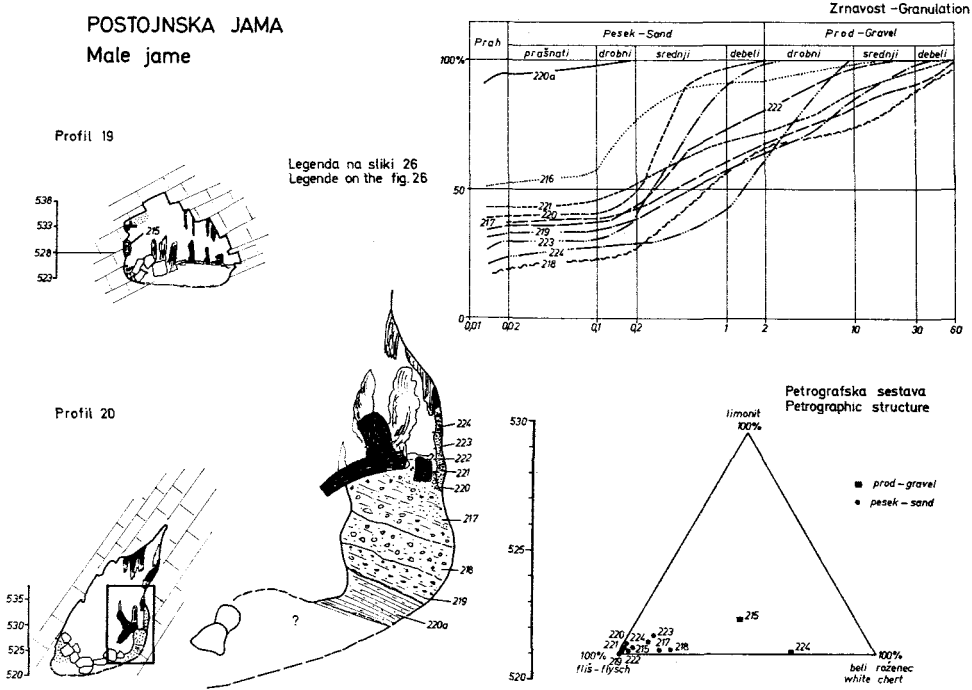 POSTOJNSKA JAMA
Male jame
Zrnavost-Granulation
Prah
Pesek-Sand
Prod-Gravel
prašnati
drobni
srednji
debeli
drobni
srednji
debeli
100%
50
0
220a
222
216
221
220
217
219
223
224
218
0,01
0,02
0,1
0,2
1
2
10
30
60
Profil 19
Legenda na sliki 26
Legende on the fig. 26
536
533
528
523
215
Profil 20
535
530
525
520
?
224
223
222
221
220
217
218
219
220a
Petrografska sestava
Petrographic structure
530
525
520
limonit
100%
prod-gravel
pesek-sand
215
220
224
223
221
215
217
218
224
219
222
100%
fliš-flysch
100%
beli roženec
white chert